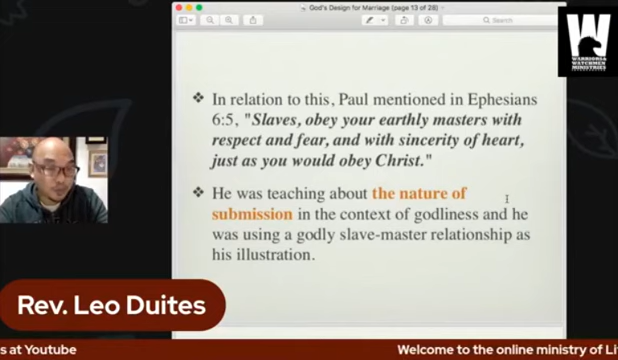 God's Design for Marriage (page 13 of 28)
Search
W
WARRIORS &
WATCHMEN
MINISTRIES
❖ In relation to this, Paul mentioned in Ephesians
6:5, "Slaves, obey your earthly masters with
respect and fear, and with sincerity of heart,
just as you would obey Christ."
❖ He was teaching about the nature of
submission in the context of godliness and he
was using a godly slave-master relationship as
his illustration.
Rev. Leo Duites
s at Youtube
Welcome to the online ministry of Li